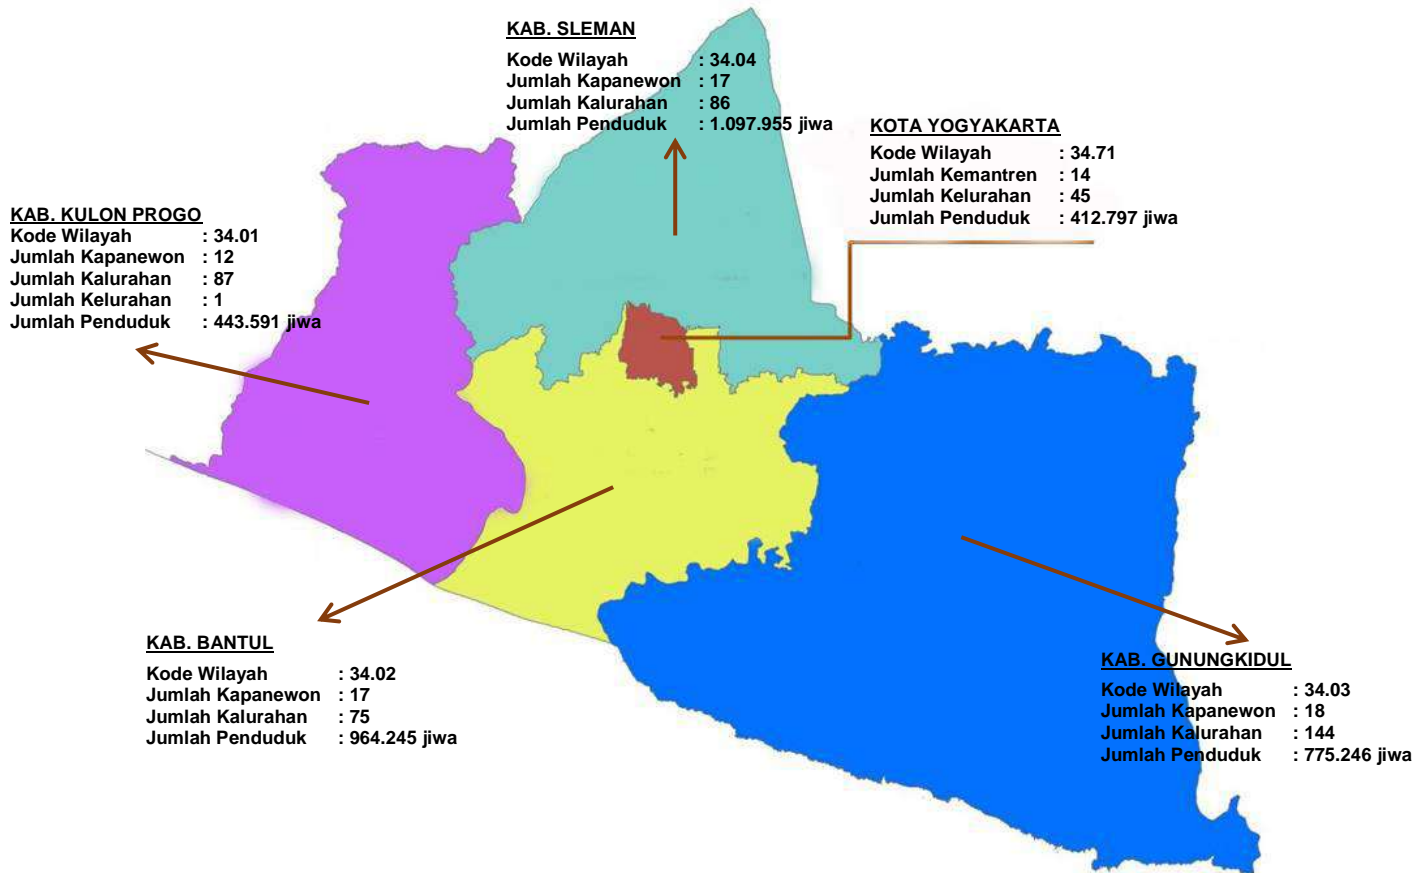 KAB. SLEMAN
Kode Wilayah : 34.04
Jumlah Kapanewon : 17
Jumlah Kalurahan : 86
Jumlah Penduduk : 1.097.955 jiwa
KOTA YOGYAKARTA
Kode Wilayah : 34.71
Jumlah Kemantren : 14
Jumlah Kelurahan : 45
Jumlah Penduduk : 412.797 jiwa
KAB. KULON PROGO
Kode Wilayah : 34.01
Jumlah Kapanewon : 12
Jumlah Kalurahan : 87
Jumlah Kelurahan : 1
Jumlah Penduduk : 443.591 jiwa
KAB. BANTUL
Kode Wilayah : 34.02
Jumlah Kapanewon : 17
Jumlah Kalurahan : 75
Jumlah Penduduk : 964.245 jiwa
KAB. GUNUNGKIDUL
Kode Wilayah : 34.03
Jumlah Kapanewon : 18
Jumlah Kalurahan : 144
Jumlah Penduduk : 775.246 jiwa